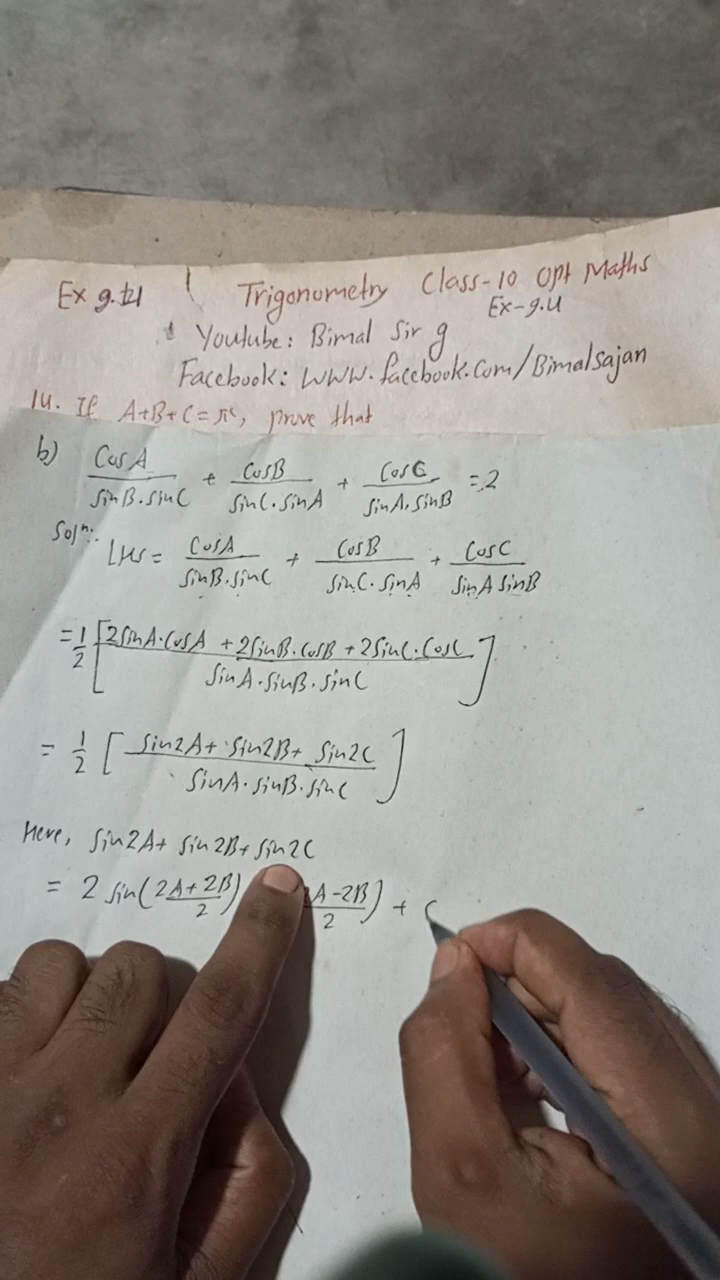 Ex 9.4 Trigonometry Class-10 Opt Maths
Ex-9.4
Youtube: Bimal Sir g
Facebook: WWW.facebook.Com/Bimalsajan
14. If A+B+C=πᶜ, prove that
b) CosA/SinB.SinC + CosB/SinC.SinA + CosC/SinA.SinB = 2
Solⁿ:
LHS = CosA/SinB.SinC + CosB/SinC.SinA + CosC/SinA SinB
= 1/2 [2SinA.CosA + 2SinB.CosB + 2SinC.CosC / SinA.SinB.SinC]
= 1/2 [Sin2A + Sin2B + Sin2C / SinA.SinB.SinC]
Here, Sin2A + Sin2B + Sin2C
= 2 Sin(2A+2B/2) A-2B/2) +